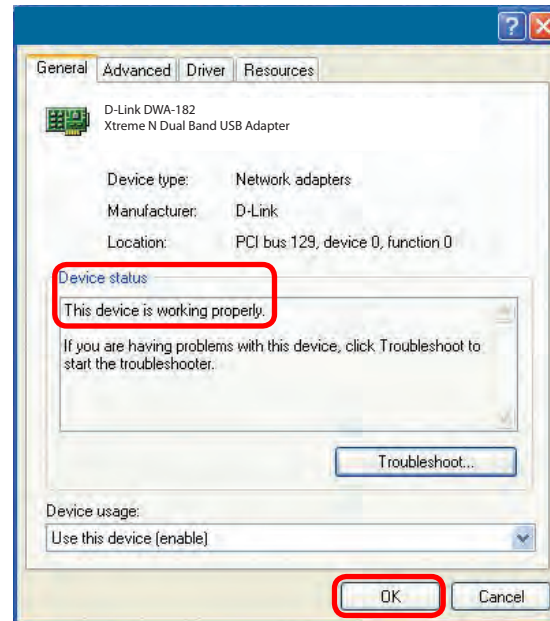 ?
General Advanced Driver Resources
D-Link DWA-182
Xtreme N Dual Band USB Adapter
Device type: Network adapters
Manufacturer: D-Link
Location: PCI bus 129, device 0, function 0
Device status
This device is working properly.
If you are having problems with this device, click Troubleshoot to
start the troubleshooter.
Troubleshoot...
Device usage:
Use this device (enable)
OK Cancel